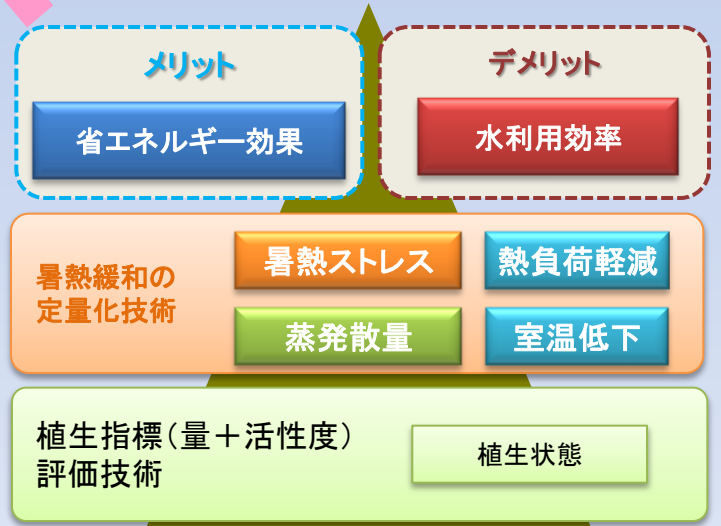 メリット
省エネルギー効果
デメリット
水利用効率
暑熱緩和の
定量化技術
暑熱ストレス
熱負荷軽減
蒸発散量
室温低下
植生指標（量＋活性度）
評価技術
植生状態